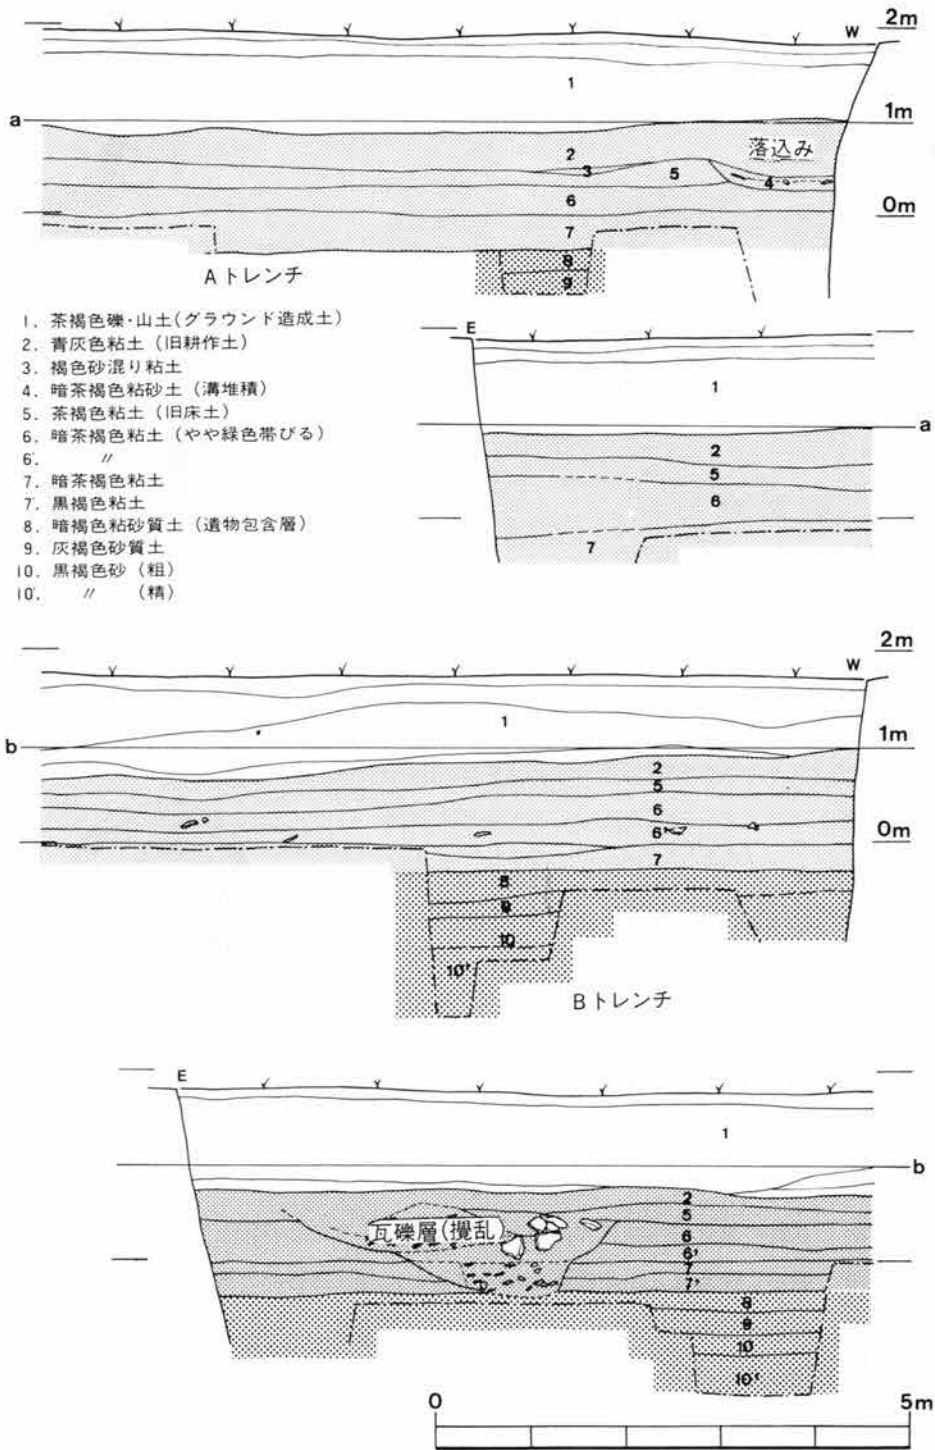 2m
W
1
a
1m
2
落込み
3
5
4
6
0m
7
8
Aトレンチ
9
1. 茶褐色礫・山土(グラウンド造成土)
2. 青灰色粘土(旧耕作土)
3. 褐色砂混り粘土
4. 暗茶褐色粘砂土(溝堆積)
5. 茶褐色粘土(旧床土)
6. 暗茶褐色粘土(やや緑色帯びる)
6'. 〃
7. 暗茶褐色粘土
7'. 黒褐色粘土
8. 暗褐色粘砂質土(遺物包含層)
9. 灰褐色砂質土
10. 黒褐色砂(粗)
10'. 〃 (精)
E
1
a
2
5
6
7
2m
W
1
b
1m
2
5
6
6'
0m
7
8
9
10
10'
Bトレンチ
E
1
b
2
瓦礫層(攪乱)
5
6
6'
7
7'
8
9
10
10'
0
5m